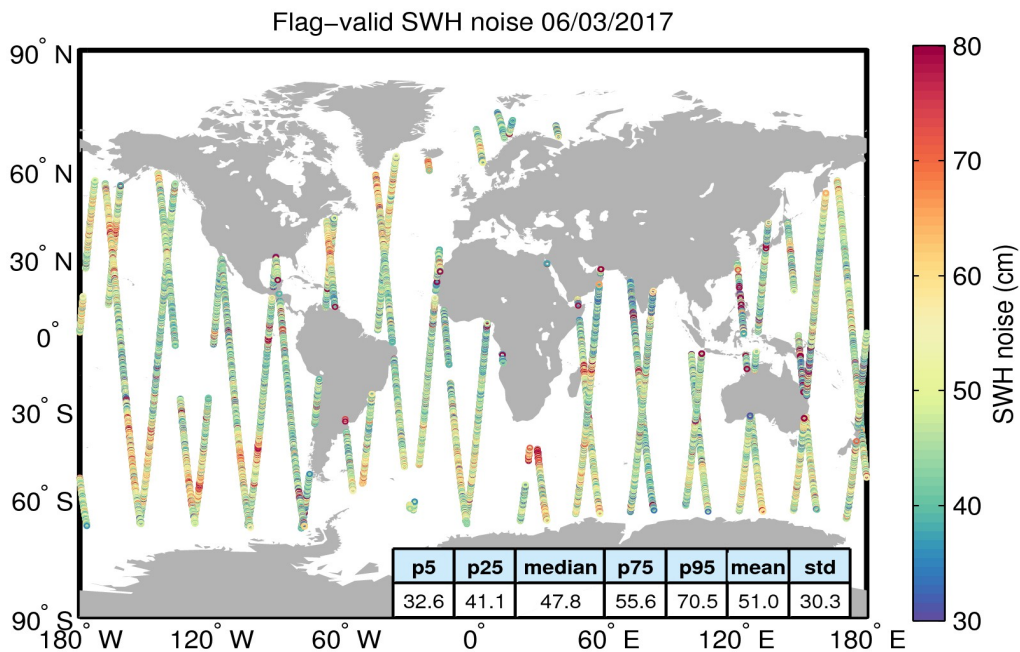 Flag−valid SWH noise 06/03/2017
90° N
60° N
30° N
0°
30° S
60° S
90° S
180° W
120° W
60° W
0°
60° E
120° E
180° E
p5 p25 median p75 p95 mean std
32.6 41.1 47.8 55.6 70.5 51.0 30.3
80
70
60
50
40
30
SWH noise (cm)